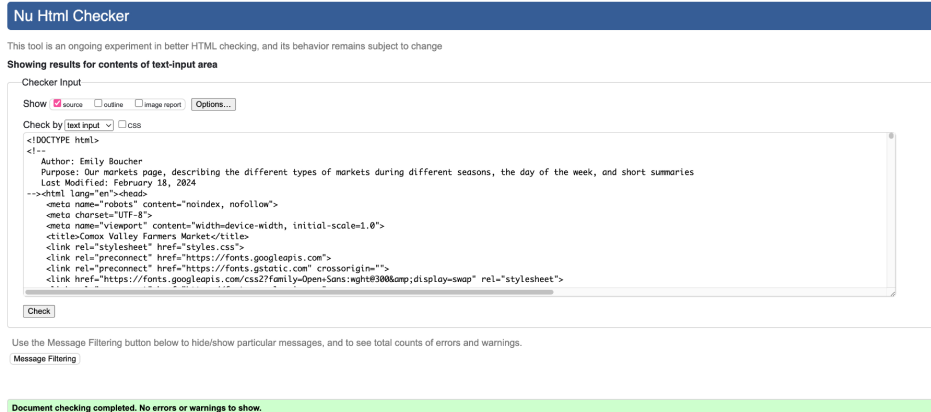 Nu Html Checker
This tool is an ongoing experiment in better HTML checking, and its behavior remains subject to change
Showing results for contents of text-input area
Checker Input
Show source outline image report Options...
Check by text input css
<!DOCTYPE html>
<!--
Author: Emily Boucher
Purpose: Our markets page, describing the different types of markets during different seasons, the day of the week, and short summaries
Last Modified: February 18, 2024
--><html lang="en"><head>
<meta name="robots" content="noindex, nofollow">
<meta charset="UTF-8">
<meta name="viewport" content="width=device-width, initial-scale=1.0">
<title>Comox Valley Farmers Market</title>
<link rel="stylesheet" href="styles.css">
<link rel="preconnect" href="https://fonts.googleapis.com">
<link rel="preconnect" href="https://fonts.gstatic.com" crossorigin="">
<link href="https://fonts.googleapis.com/css2?family=Open+Sans:wght@300&amp;display=swap" rel="stylesheet">
Check
Use the Message Filtering button below to hide/show particular messages, and to see total counts of errors and warnings.
Message Filtering
Document checking completed. No errors or warnings to show.